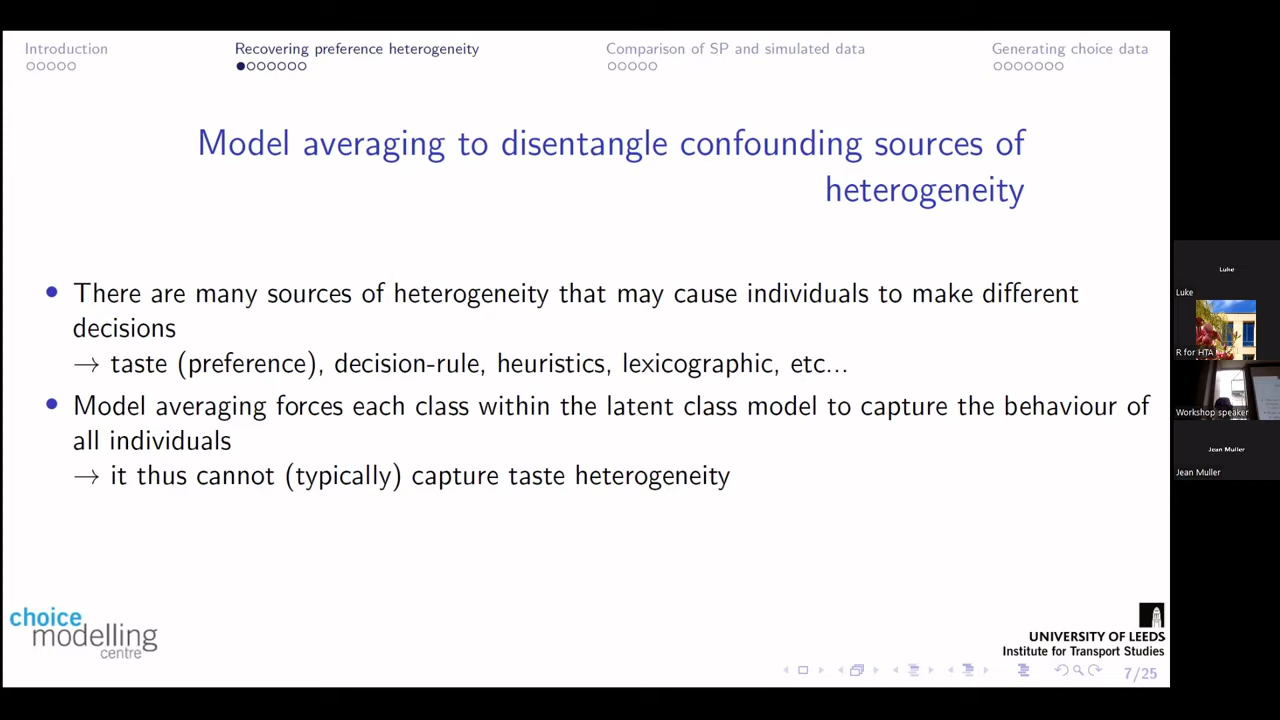 Introduction
Recovering preference heterogeneity
Comparison of SP and simulated data
Generating choice data
Model averaging to disentangle confounding sources of
heterogeneity
There are many sources of heterogeneity that may cause individuals to make different
decisions
→ taste (preference), decision-rule, heuristics, lexicographic, etc...
Model averaging forces each class within the latent class model to capture the behaviour of
all individuals
→ it thus cannot (typically) capture taste heterogeneity
choice
modelling
centre
UNIVERSITY OF LEEDS
Institute for Transport Studies
7/25
Luke
Luke
R for HTA
Workshop speaker
Jean Muller
Jean Muller